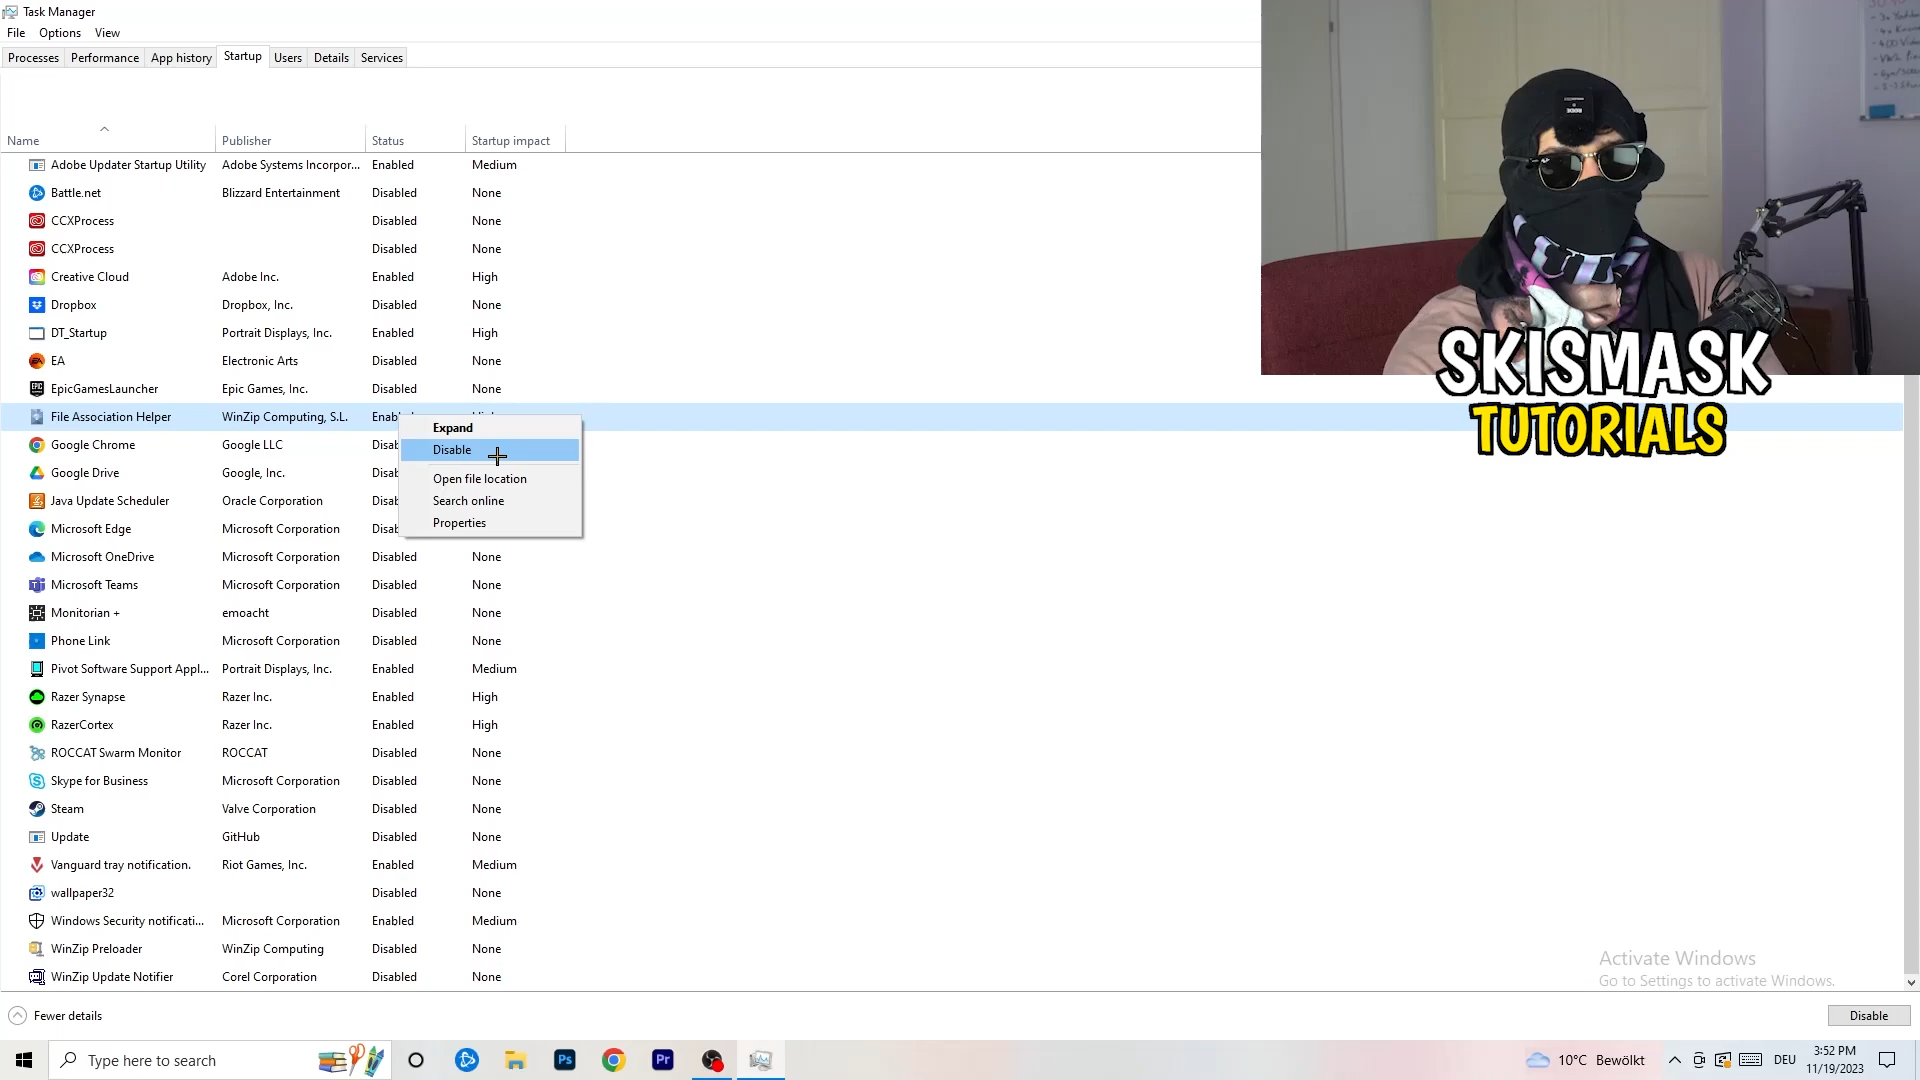 Task Manager
File Options View
Processes Performance App history Startup Users Details Services
Name Publisher Status Startup impact
Adobe Updater Startup Utility Adobe Systems Incorpor... Enabled Medium
Battle.net Blizzard Entertainment Disabled None
CCXProcess Disabled None
CCXProcess Disabled None
Creative Cloud Adobe Inc. Enabled High
Dropbox Dropbox, Inc. Disabled None
DT_Startup Portrait Displays, Inc. Enabled High
EA Electronic Arts Disabled None
EpicGamesLauncher Epic Games, Inc. Disabled None
File Association Helper WinZip Computing, S.L.
Google Chrome Google LLC
Google Drive Google, Inc.
Java Update Scheduler Oracle Corporation
Microsoft Edge Microsoft Corporation
Expand
Disable
Open file location
Search online
Properties
Microsoft OneDrive Microsoft Corporation Disabled None
Microsoft Teams Microsoft Corporation Disabled None
Monitorian + emoacht Disabled None
Phone Link Microsoft Corporation Disabled None
Pivot Software Support Appl... Portrait Displays, Inc. Enabled Medium
Razer Synapse Razer Inc. Enabled High
RazerCortex Razer Inc. Enabled High
ROCCAT Swarm Monitor ROCCAT Disabled None
Skype for Business Microsoft Corporation Disabled None
Steam Valve Corporation Disabled None
Update GitHub Disabled None
Vanguard tray notification. Riot Games, Inc. Enabled Medium
wallpaper32 Disabled None
Windows Security notificati... Microsoft Corporation Enabled Medium
WinZip Preloader WinZip Computing Disabled None
WinZip Update Notifier Corel Corporation Disabled None
SKISMASK
TUTORIALS
Activate Windows
Go to Settings to activate Windows.
Fewer details Disable
Type here to search Ps Pr 10°C Bewölkt DEU 3:52 PM
11/19/2023